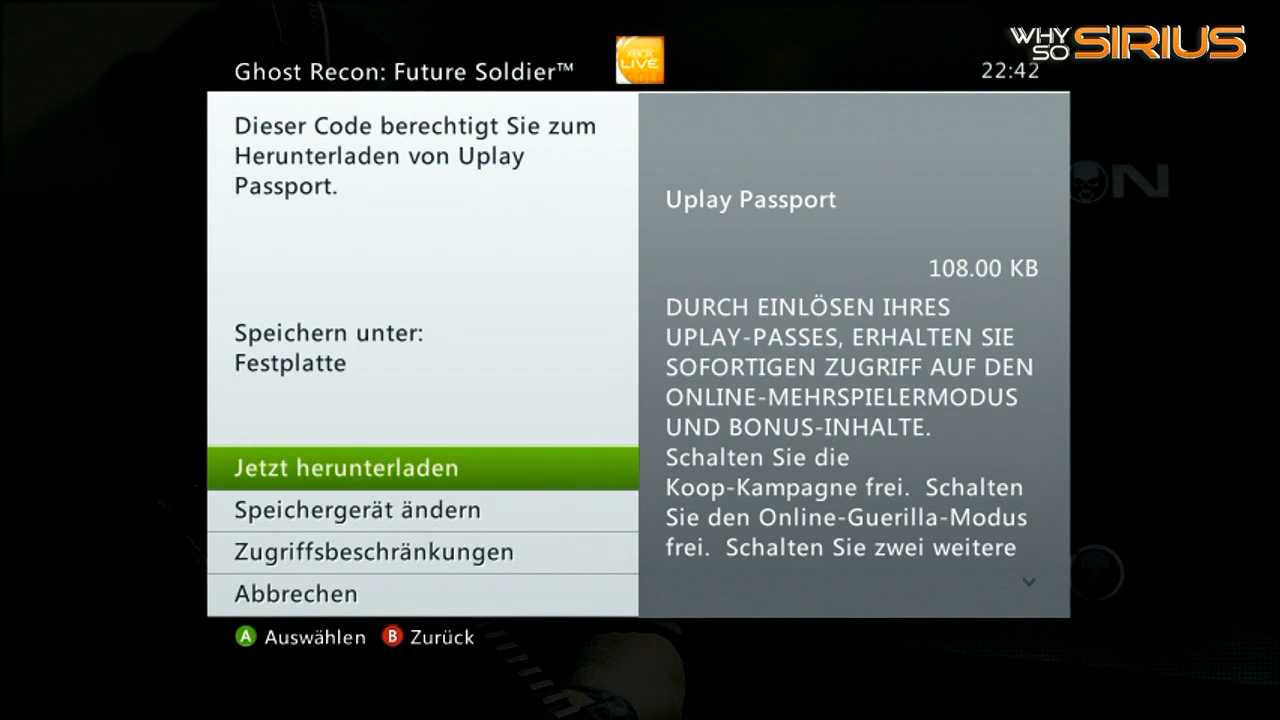 WHY SO SIRIUS
Ghost Recon: Future Soldier™
XBOX
LIVE
22:42
Dieser Code berechtigt Sie zum
Herunterladen von Uplay
Passport.
Speichern unter:
Festplatte
Jetzt herunterladen
Speichergerät ändern
Zugriffsbeschränkungen
Abbrechen
Uplay Passport
108.00 KB
DURCH EINLÖSEN IHRES
UPLAY-PASSES, ERHALTEN SIE
SOFORTIGEN ZUGRIFF AUF DEN
ONLINE-MEHRSPIELERMODUS
UND BONUS-INHALTE.
Schalten Sie die
Koop-Kampagne frei.  Schalten
Sie den Online-Guerilla-Modus
frei.  Schalten Sie zwei weitere
ON
A Auswählen B Zurück